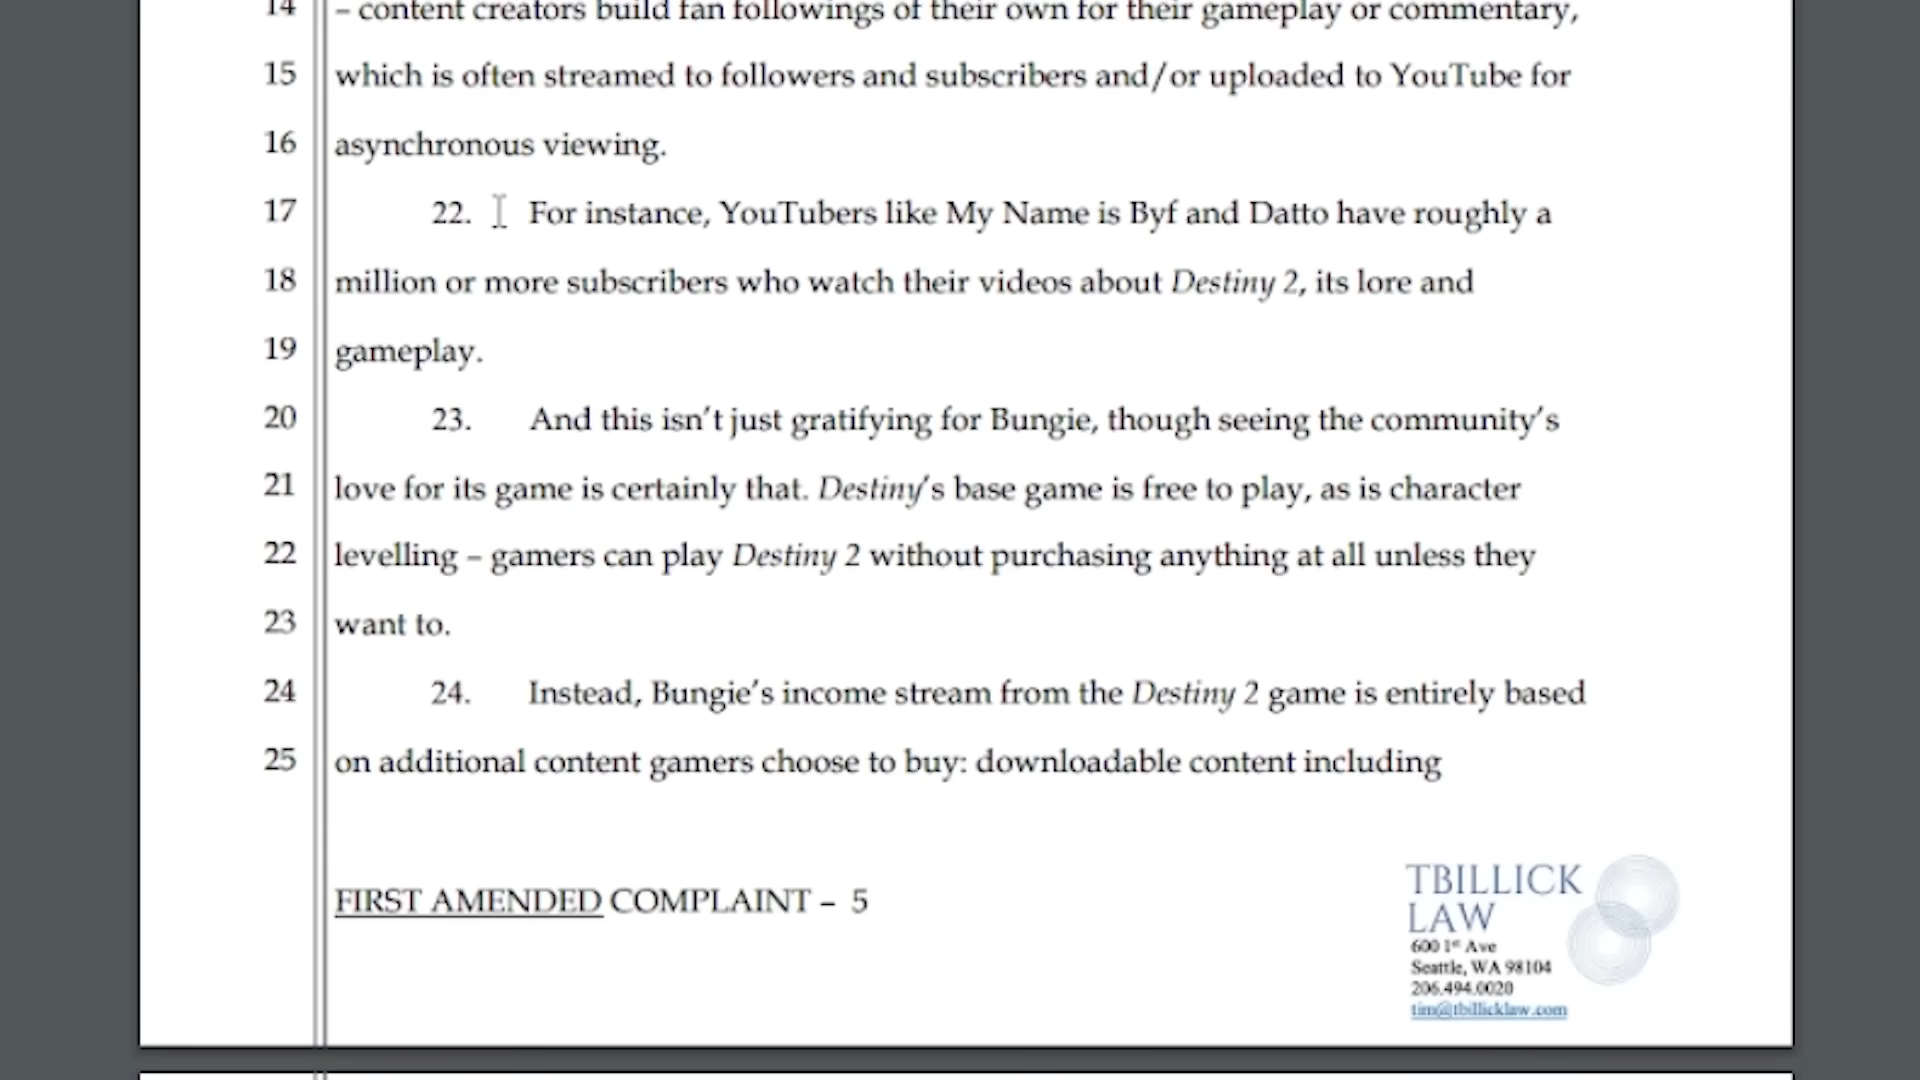 14 – content creators build fan followings of their own for their gameplay or commentary,
15 which is often streamed to followers and subscribers and/or uploaded to YouTube for
16 asynchronous viewing.
17 22. For instance, YouTubers like My Name is Byf and Datto have roughly a
18 million or more subscribers who watch their videos about Destiny 2, its lore and
19 gameplay.
20 23. And this isn’t just gratifying for Bungie, though seeing the community’s
21 love for its game is certainly that. Destiny’s base game is free to play, as is character
22 levelling – gamers can play Destiny 2 without purchasing anything at all unless they
23 want to.
24 24. Instead, Bungie’s income stream from the Destiny 2 game is entirely based
25 on additional content gamers choose to buy: downloadable content including
FIRST AMENDED COMPLAINT – 5
TBILLICK
LAW
600 1st Ave
Seattle, WA 98104
206.494.0020
tim@tbillicklaw.com